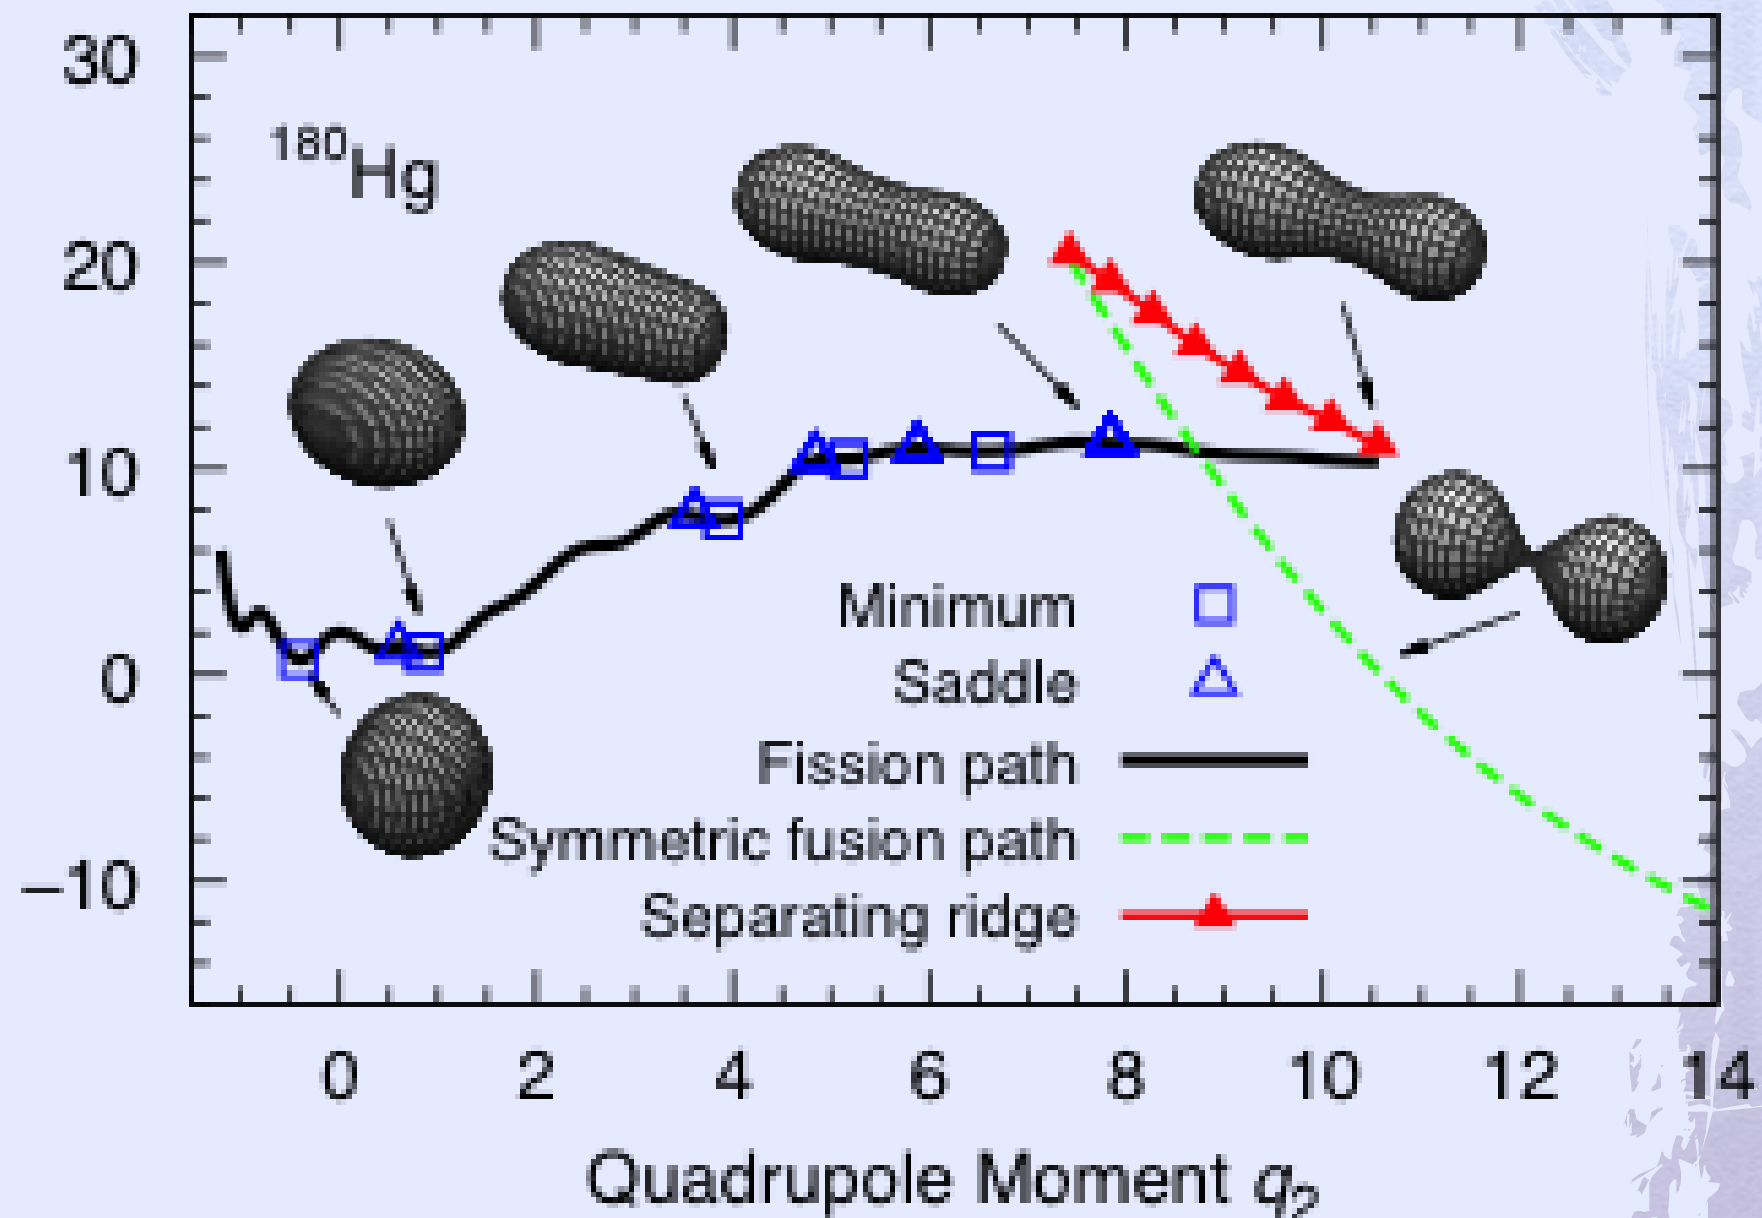 30
20
10
0
−10
¹⁸⁰Hg
Minimum
Saddle
Fission path
Symmetric fusion path
Separating ridge
0 2 4 6 8 10 12 14
Quadrupole Moment q₂